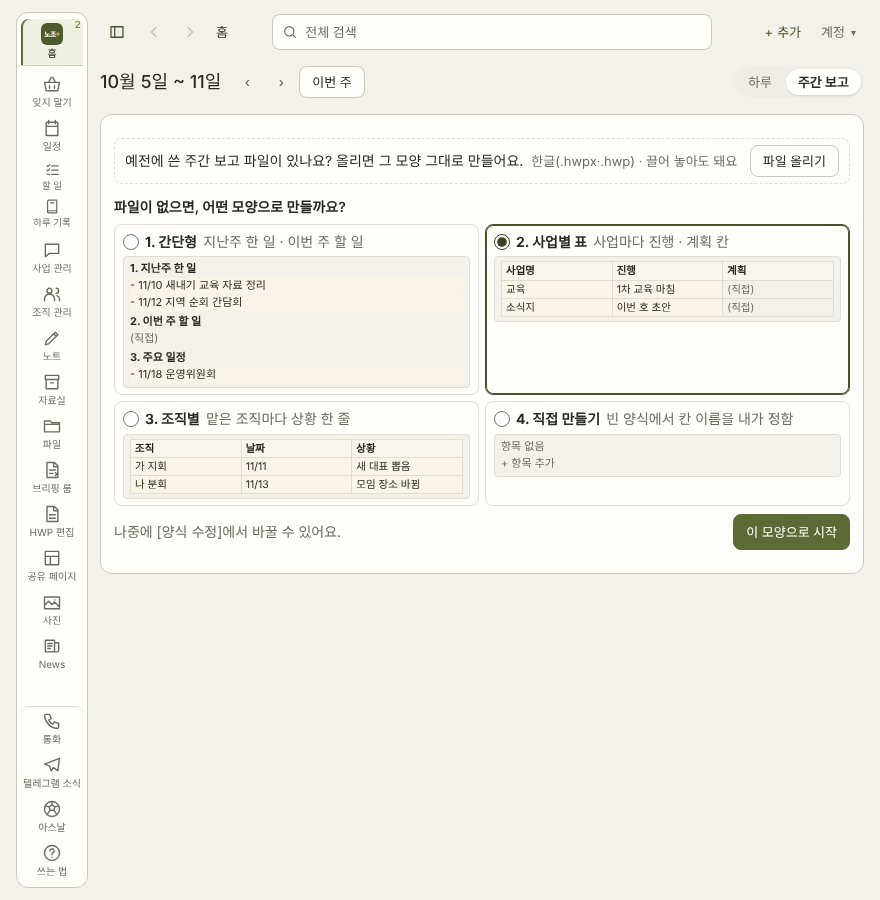 노조+
2
홈
잊지 말기
일정
할 일
하루 기록
사업 관리
조직 관리
노트
자료실
파일
브리핑 룸
HWP 편집
공유 페이지
사진
News
통화
텔레그램 소식
아스날
쓰는 법
홈
전체 검색
+ 추가
계정 ▾
10월 5일 ~ 11일
‹
›
이번 주
하루
주간 보고
예전에 쓴 주간 보고 파일이 있나요? 올리면 그 모양 그대로 만들어요. 한글(.hwpx·.hwp) · 끌어 놓아도 돼요
파일 올리기
파일이 없으면, 어떤 모양으로 만들까요?
1. 간단형 지난주 한 일 · 이번 주 할 일
1. 지난주 한 일
- 11/10 새내기 교육 자료 정리
- 11/12 지역 순회 간담회
2. 이번 주 할 일
(직접)
3. 주요 일정
- 11/18 운영위원회
2. 사업별 표 사업마다 진행 · 계획 칸
사업명 진행 계획
교육 1차 교육 마침 (직접)
소식지 이번 호 초안 (직접)
3. 조직별 맡은 조직마다 상황 한 줄
조직 날짜 상황
가 지회 11/11 새 대표 뽑음
나 분회 11/13 모임 장소 바뀜
4. 직접 만들기 빈 양식에서 칸 이름을 내가 정함
항목 없음
+ 항목 추가
나중에 [양식 수정]에서 바꿀 수 있어요.
이 모양으로 시작